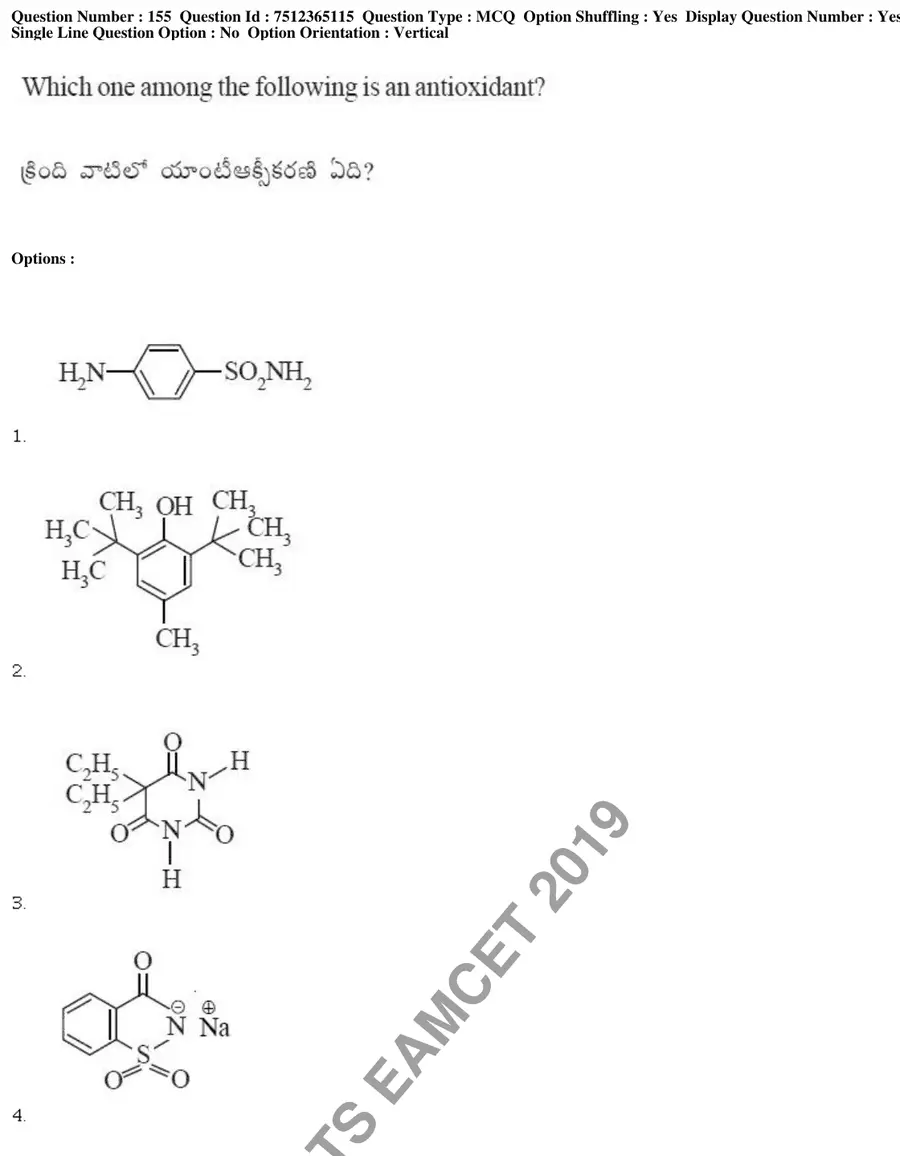 Question Number : 155 Question Id : 7512365115 Question Type : MCQ Option Shuffling : Yes Display Question Number : Yes
Single Line Question Option : No Option Orientation : Vertical
Which one among the following is an antioxidant?
క్రింది వాటిలో యాంటీఆక్సీకరణి ఏది?
Options :
H₂N SO₂NH₂
1.
CH₃ OH CH₃
H₃C CH₃
H₃C CH₃
CH₃
2.
O
C₂H₅ N H
C₂H₅
O N O
H
3.
O
N⊖ Na⊕
S
O O
4.
TS EAMCET 2019